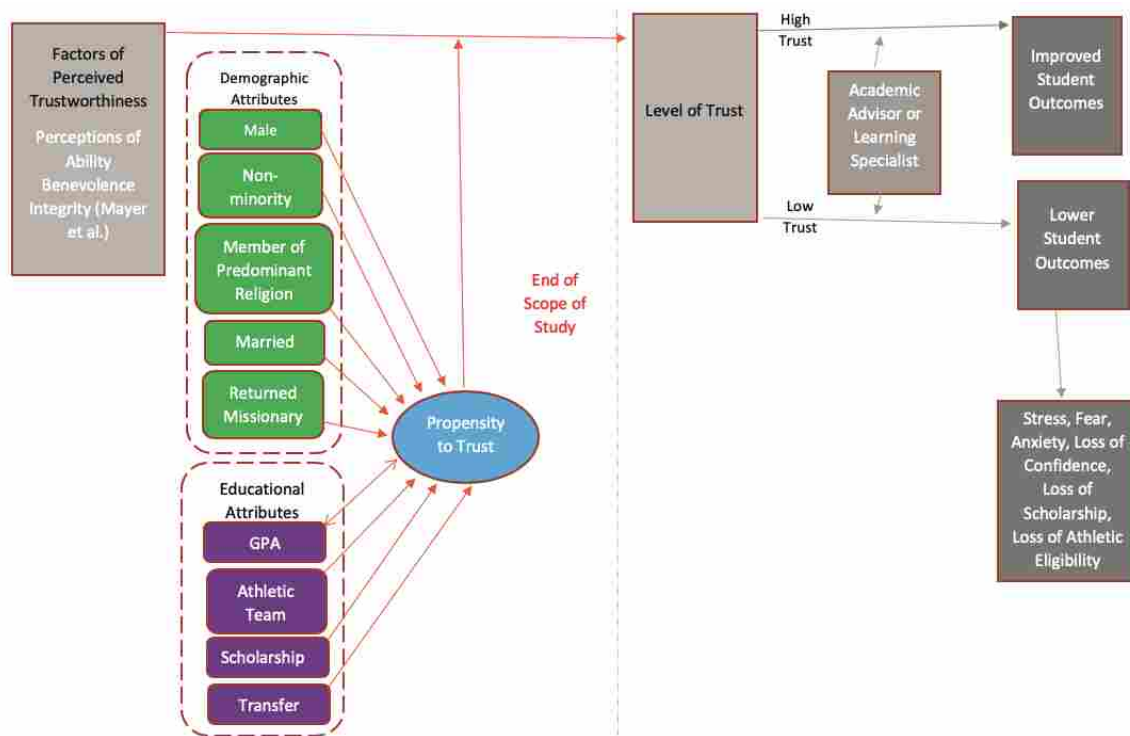 Factors of
Perceived
Trustworthiness
Perceptions of
Ability
Benevolence
Integrity (Mayer
et al.)
Demographic
Attributes
Male
Non-
minority
Member of
Predominant
Religion
Married
Returned
Missionary
Educational
Attributes
GPA
Athletic
Team
Scholarship
Transfer
Propensity
to Trust
End of
Scope of
Study
Level of Trust
High
Trust
Academic
Advisor or
Learning
Specialist
Low
Trust
Improved
Student
Outcomes
Lower
Student
Outcomes
Stress, Fear,
Anxiety, Loss of
Confidence,
Loss of
Scholarship,
Loss of Athletic
Eligibility